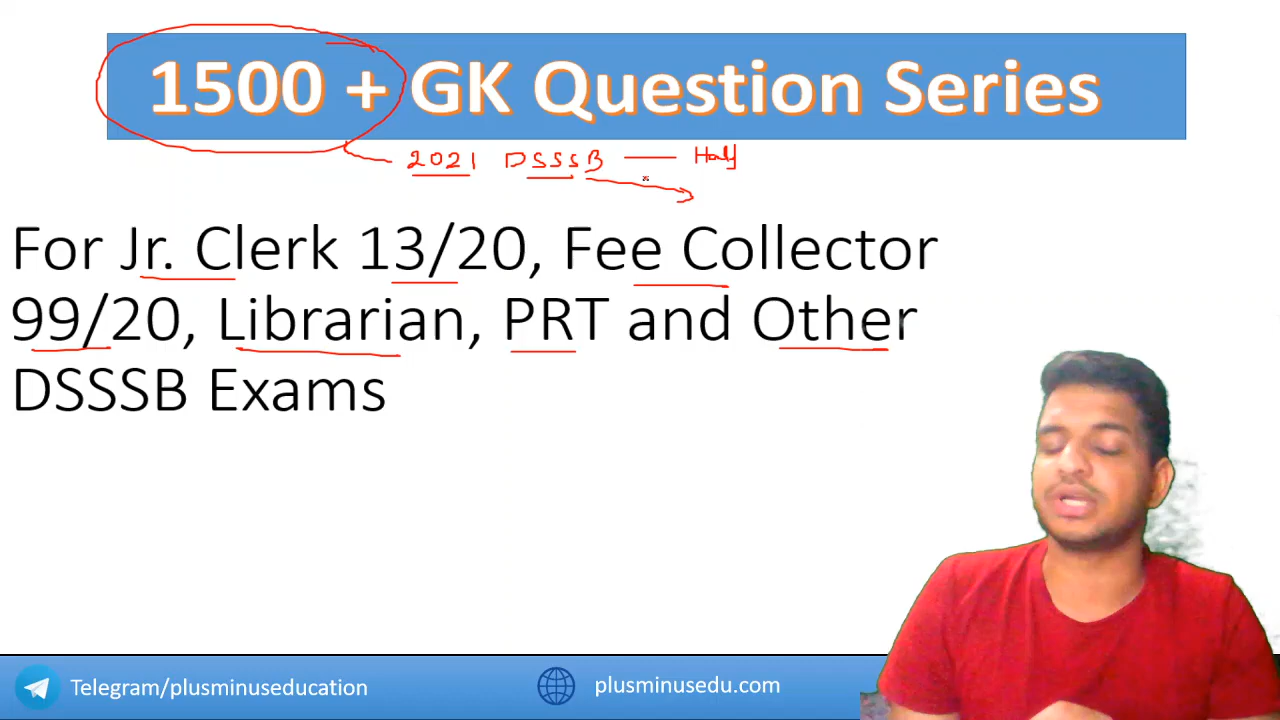 1500 + GK Question Series
2021 DSSSB — Half
For Jr. Clerk 13/20, Fee Collector
99/20, Librarian, PRT and Other
DSSSB Exams
Telegram/plusminuseducation
plusminusedu.com